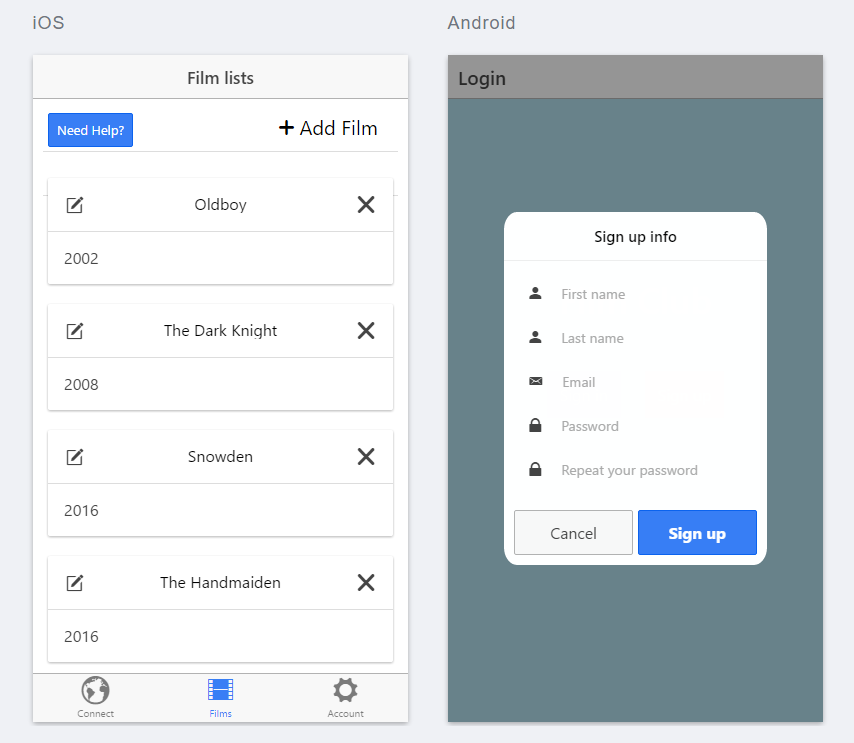 iOS
Film lists
Need Help?
Add Film
Oldboy
2002
The Dark Knight
2008
Snowden
2016
The Handmaiden
2016
Connect
Films
Account
Android
Login
Sign up info
First name
Last name
Email
Password
Repeat your password
Cancel
Sign up